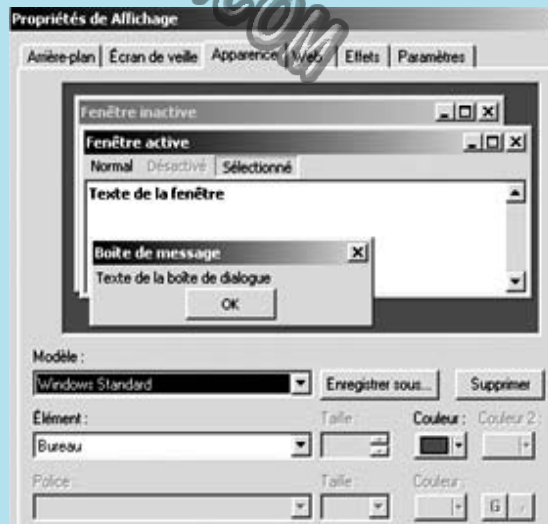 .COM
Propriétés de Affichage
Arrière-plan Écran de veille Apparence Web Effets Paramètres
Fenêtre inactive
Fenêtre active
Normal Désactivé Sélectionné
Texte de la fenêtre
Boîte de message
Texte de la boîte de dialogue
OK
Modèle :
Windows Standard Enregistrer sous... Supprimer
Élément : Taille : Couleur : Couleur 2 :
Bureau
Police : Taille : Couleur :
G